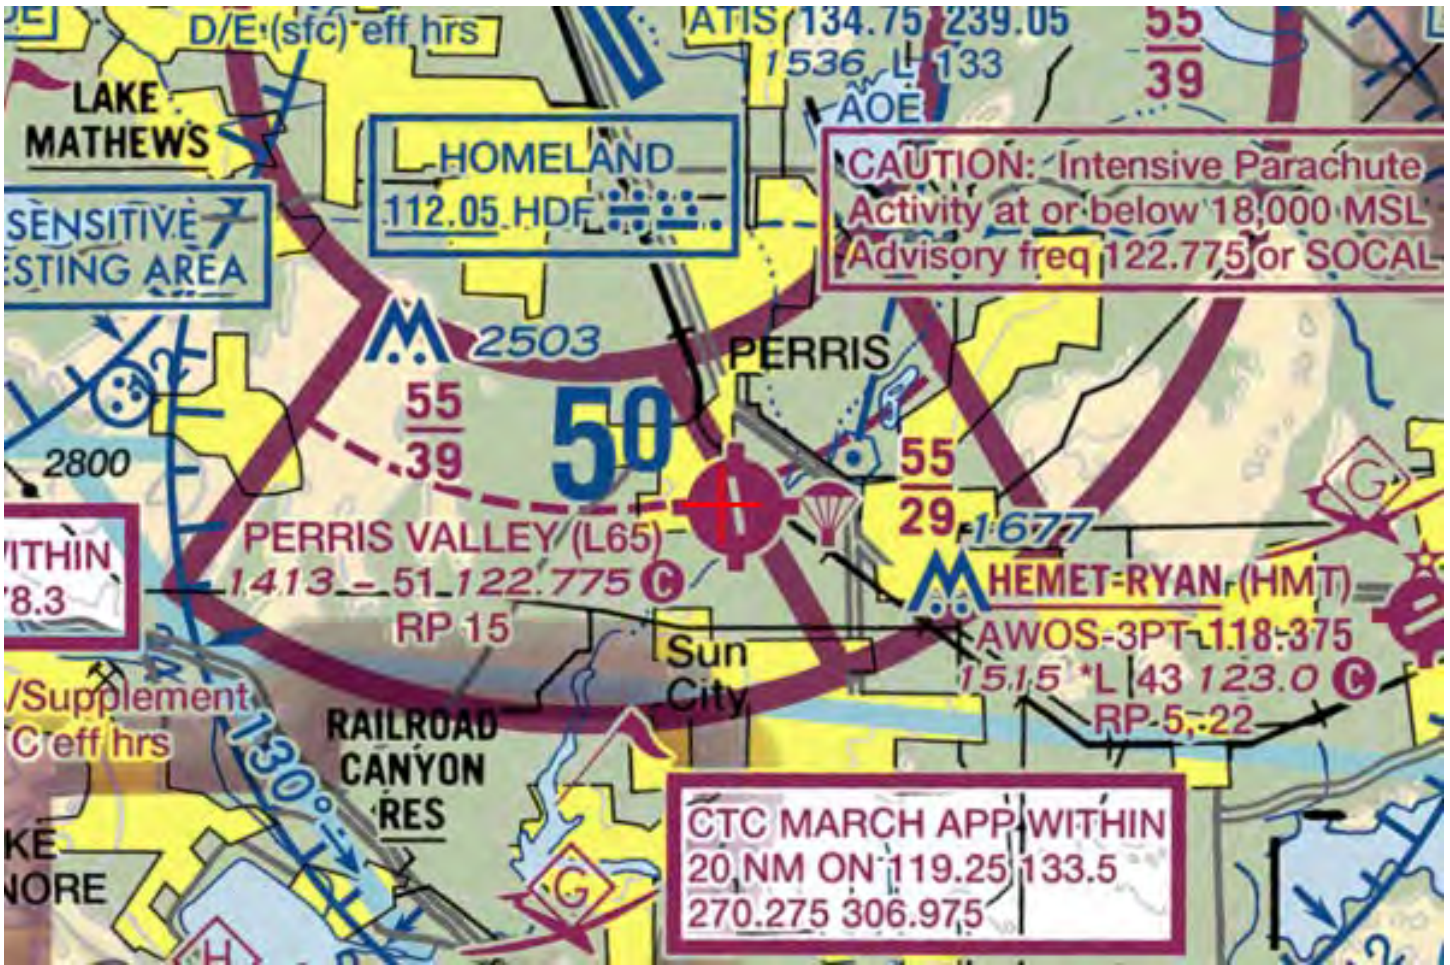 D/E (sfc) eff hrs
ATIS 134.75 239.05
1536 L 133
AOE
55
39
LAKE
MATHEWS
HOMELAND
112.05 HDF
CAUTION: Intensive Parachute
Activity at or below 18,000 MSL
Advisory freq 122.775 or SOCAL
SENSITIVE
ESTING AREA
2503
PERRIS
55
39
50
2800
55
29
5
G
PERRIS VALLEY (L65)
1413 - 51 122.775 C
RP 15
1677
ITHIN
8.3
HEMET-RYAN (HMT)
AWOS-3PT 118.375
1515 *L 43 123.0 C
RP 5, 22
Sun
City
/Supplement
C eff hrs
RAILROAD
CANYON
RES
130°
KE
NORE
CTC MARCH APP WITHIN
20 NM ON 119.25 133.5
270.275 306.975
G
H